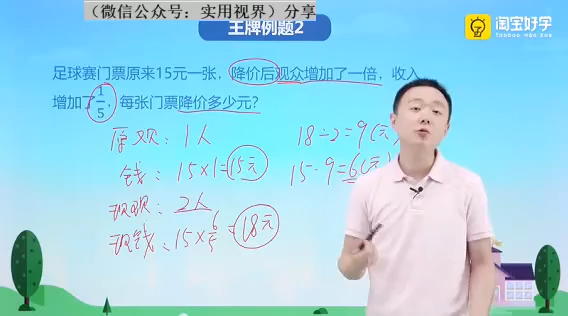 （微信公众号：实用视界）分享
淘宝好学
taobao hao xue
王牌例题2
足球赛门票原来15元一张，降价后观众增加了一倍，收入
增加了1/5，每张门票降价多少元？
原观：1人
钱：15×1=15元
现观：2人
现钱：15×6/5=18元
18÷2=9(元)
15-9=6(元)